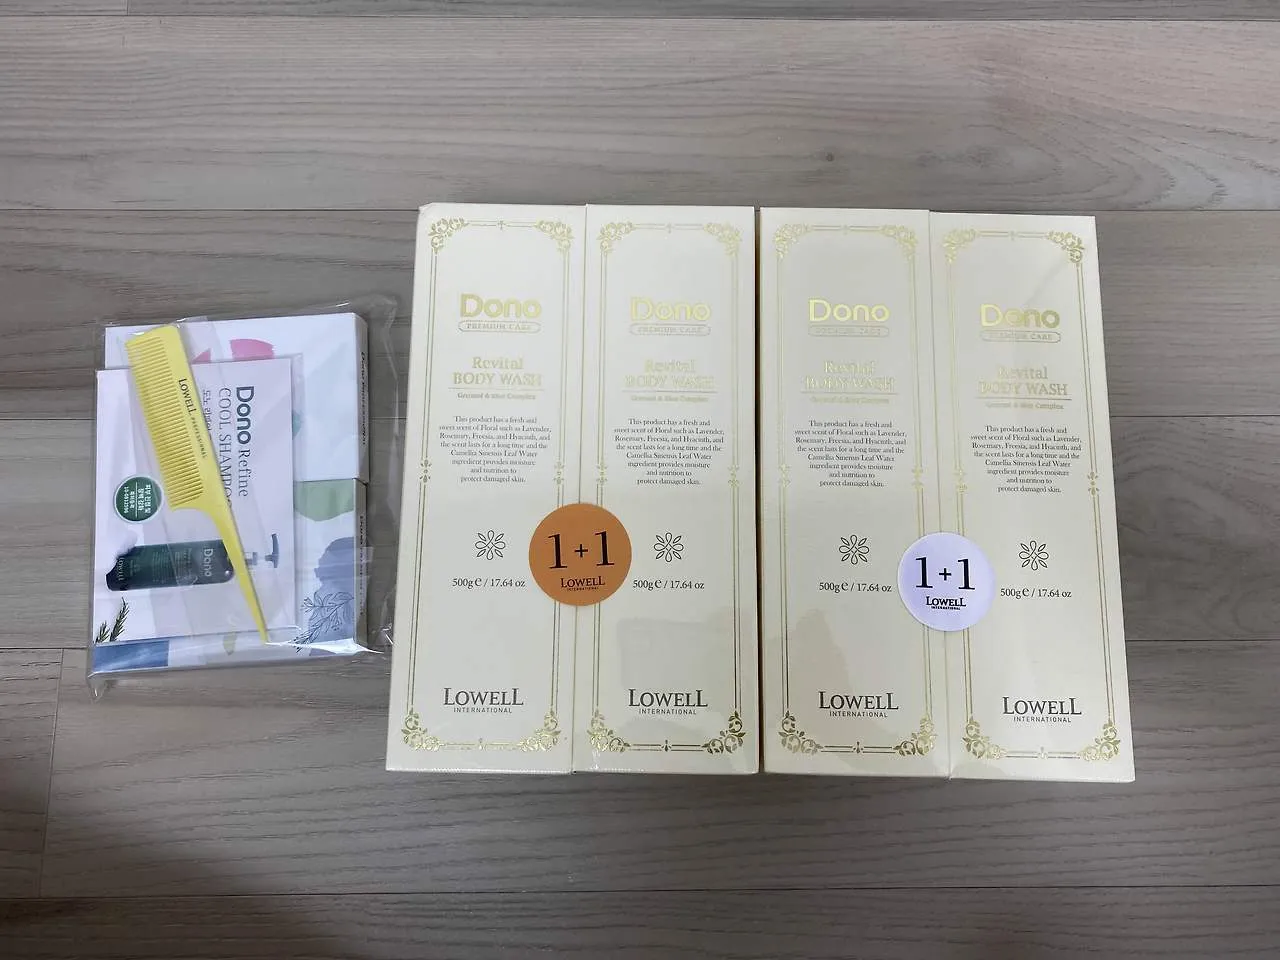 LOWELL PROFESSIONAL
Dono Refine
COOL SHAMPOO
Dono
LOWELL
Dono
PREMIUM CARE
Revital
BODY WASH
Ground & Blue Complex
This product has a fresh and
sweet scent of Floral such as Lavender,
Rosemary, Freesia, and Hyacinth, and
the scent lasts for a long time and the
Camellia Sinensis Leaf Water
ingredient provides moisture
and nutrition to
protect damaged skin.
500g e / 17.64 oz
LOWELL
INTERNATIONAL
Dono
PREMIUM CARE
Revital
BODY WASH
This product has a fresh and
sweet scent of Floral such as Lavender,
Rosemary, Freesia, and Hyacinth, and
the scent lasts for a long time and the
Camellia Sinensis Leaf Water
ingredient provides moisture
and nutrition to
protect damaged skin.
500g e / 17.64 oz
LOWELL
INTERNATIONAL
1+1
LOWELL
INTERNATIONAL
Dono
PREMIUM CARE
Revital
BODY WASH
This product has a fresh and
sweet scent of Floral such as Lavender,
Rosemary, Freesia, and Hyacinth, and
the scent lasts for a long time and the
Camellia Sinensis Leaf Water
ingredient provides moisture
and nutrition to
protect damaged skin.
500g e / 17.64 oz
LOWELL
INTERNATIONAL
Dono
PREMIUM CARE
Revital
BODY WASH
This product has a fresh and
sweet scent of Floral such as Lavender,
Rosemary, Freesia, and Hyacinth, and
the scent lasts for a long time and the
Camellia Sinensis Leaf Water
ingredient provides moisture
and nutrition to
protect damaged skin.
500g e / 17.64 oz
LOWELL
INTERNATIONAL
1+1
LOWELL
INTERNATIONAL